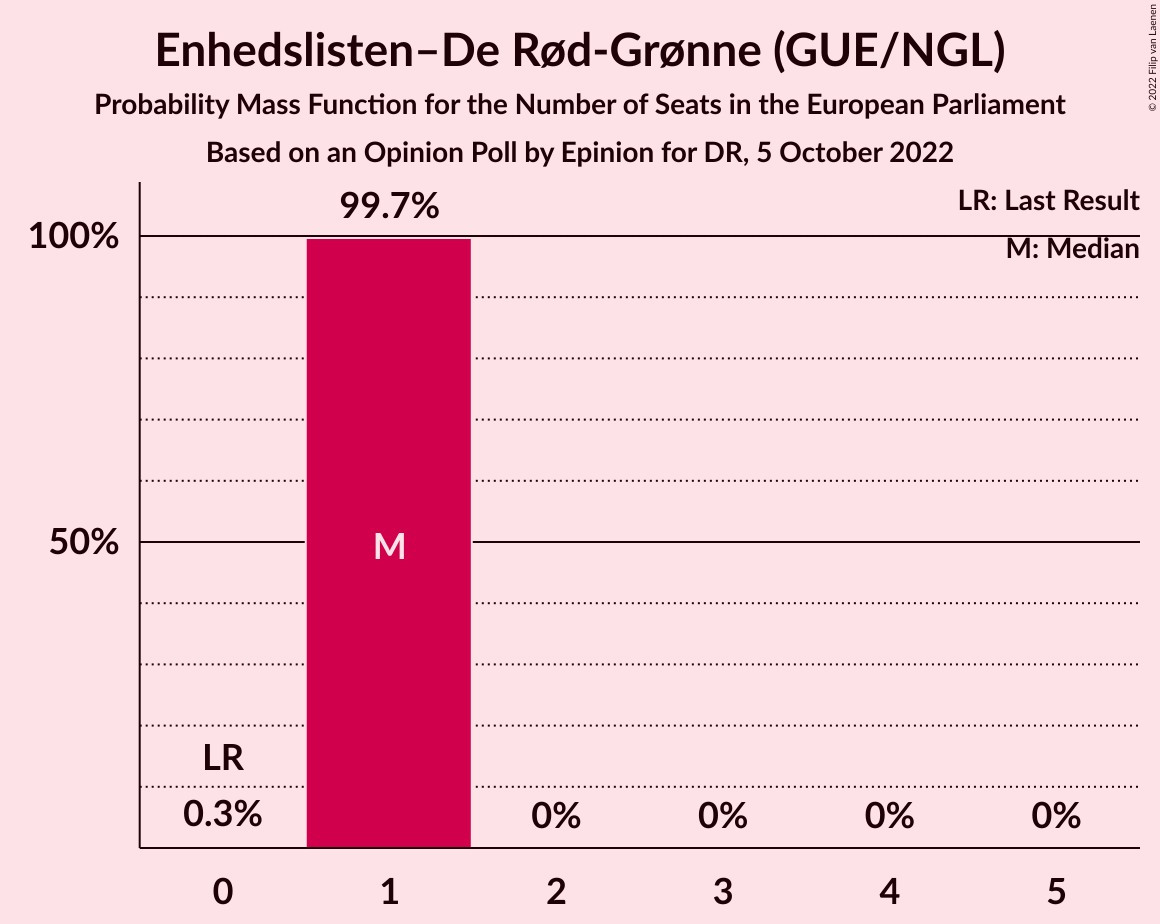 Enhedslisten–De Rød-Grønne (GUE/NGL)
Probability Mass Function for the Number of Seats in the European Parliament
Based on an Opinion Poll by Epinion for DR, 5 October 2022
© 2022 Filip van Laenen
LR: Last Result
M: Median
99.7%
100%
50%
M
LR
0.3%
0%
0%
0%
0%
0
1
2
3
4
5